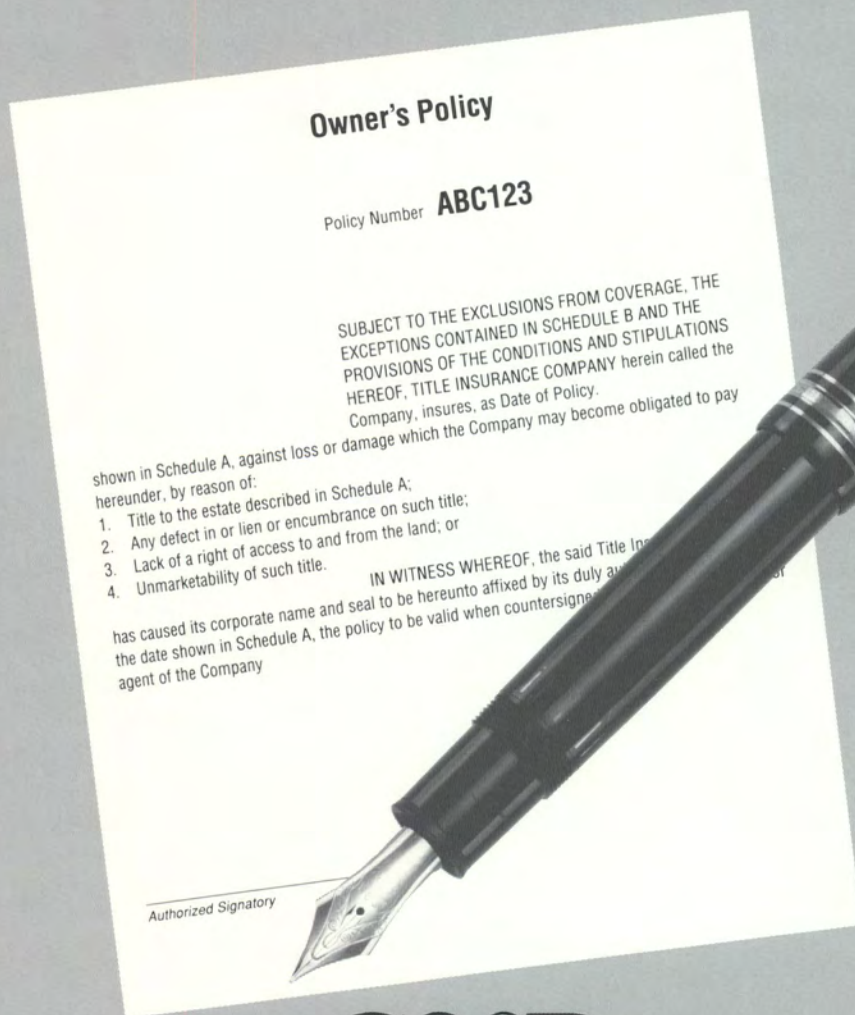 Owner's Policy
Policy Number ABC123
SUBJECT TO THE EXCLUSIONS FROM COVERAGE, THE
EXCEPTIONS CONTAINED IN SCHEDULE B AND THE
PROVISIONS OF THE CONDITIONS AND STIPULATIONS
HEREOF, TITLE INSURANCE COMPANY herein called the
Company, insures, as Date of Policy.
shown in Schedule A, against loss or damage which the Company may become obligated to pay
hereunder, by reason of:
1. Title to the estate described in Schedule A;
2. Any defect in or lien or encumbrance on such title;
3. Lack of a right of access to and from the land; or
4. Unmarketability of such title.
IN WITNESS WHEREOF, the said Title
has caused its corporate name and seal to be hereunto affixed by its duly
the date shown in Schedule A, the policy to be valid when
agent of the Company
Authorized Signatory